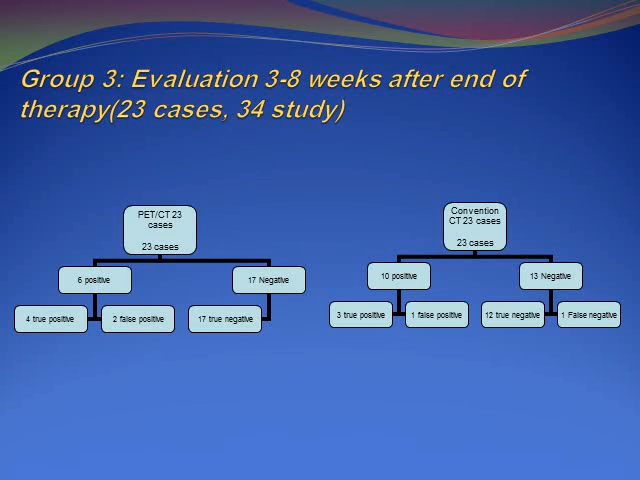 Group 3: Evaluation 3-8 weeks after end of
therapy(23 cases, 34 study)
PET/CT 23
cases
23 cases
6 positive
17 Negative
4 true positive
2 false positive
17 true negative
Convention
CT 23 cases
23 cases
10 positive
13 Negative
3 true positive
1 false positive
12 true negative
1 False negative